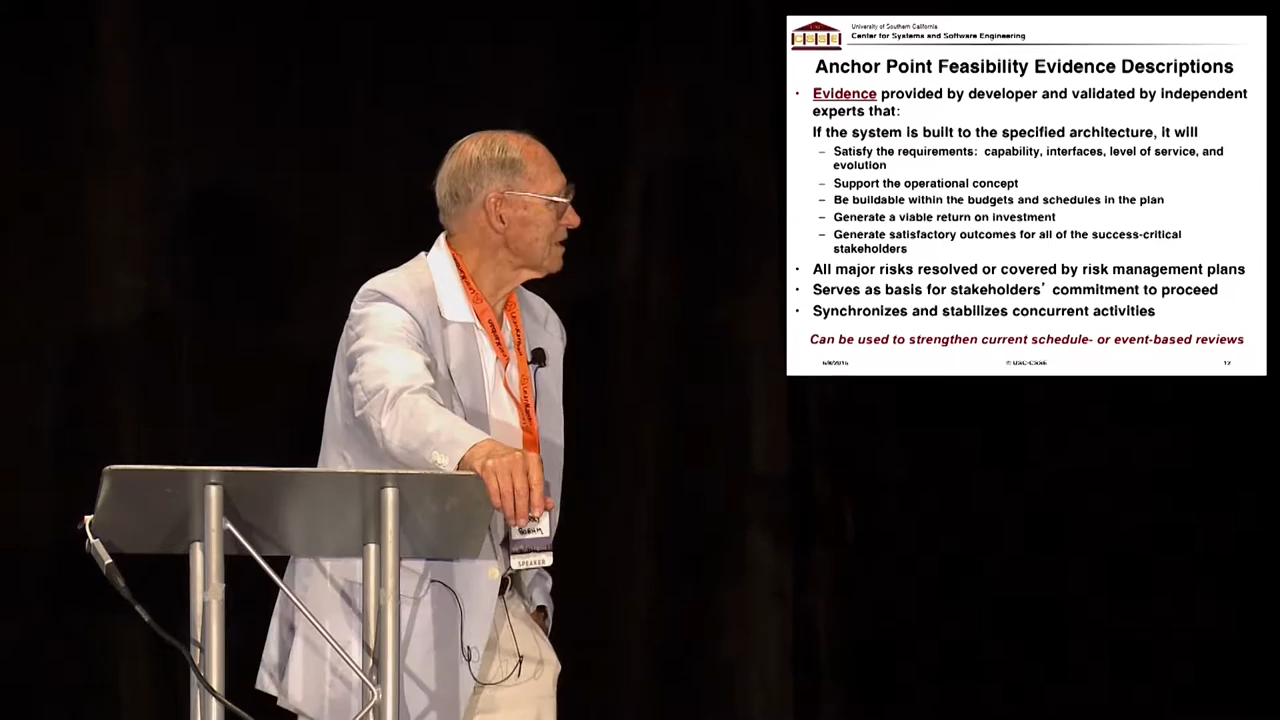 CSSE
University of Southern California
Center for Systems and Software Engineering
Anchor Point Feasibility Evidence Descriptions
• Evidence provided by developer and validated by independent
experts that:
If the system is built to the specified architecture, it will
– Satisfy the requirements: capability, interfaces, level of service, and
evolution
– Support the operational concept
– Be buildable within the budgets and schedules in the plan
– Generate a viable return on investment
– Generate satisfactory outcomes for all of the success-critical
stakeholders
• All major risks resolved or covered by risk management plans
• Serves as basis for stakeholders’ commitment to proceed
• Synchronizes and stabilizes concurrent activities
Can be used to strengthen current schedule- or event-based reviews
© USC-CSSE
12
BOEHM
SPEAKER